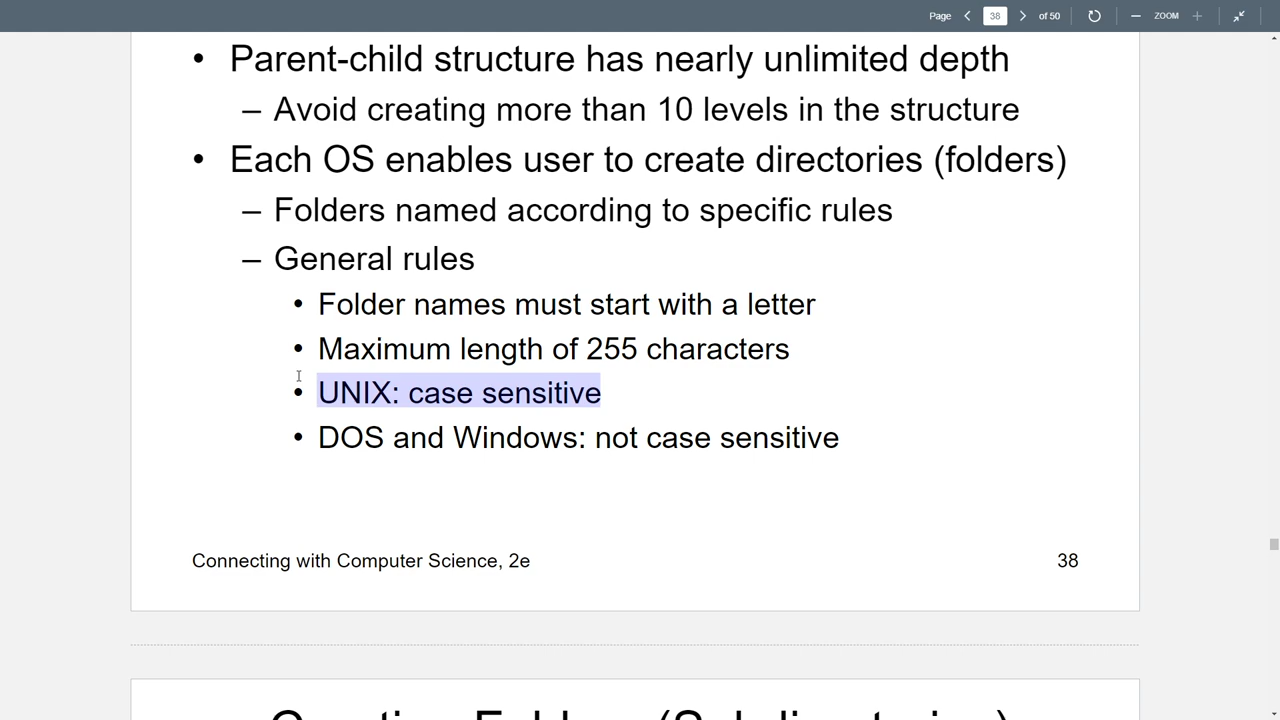 Page 38 of 50 ZOOM
• Parent-child structure has nearly unlimited depth
– Avoid creating more than 10 levels in the structure
• Each OS enables user to create directories (folders)
– Folders named according to specific rules
– General rules
• Folder names must start with a letter
• Maximum length of 255 characters
• UNIX: case sensitive
• DOS and Windows: not case sensitive
Connecting with Computer Science, 2e 38